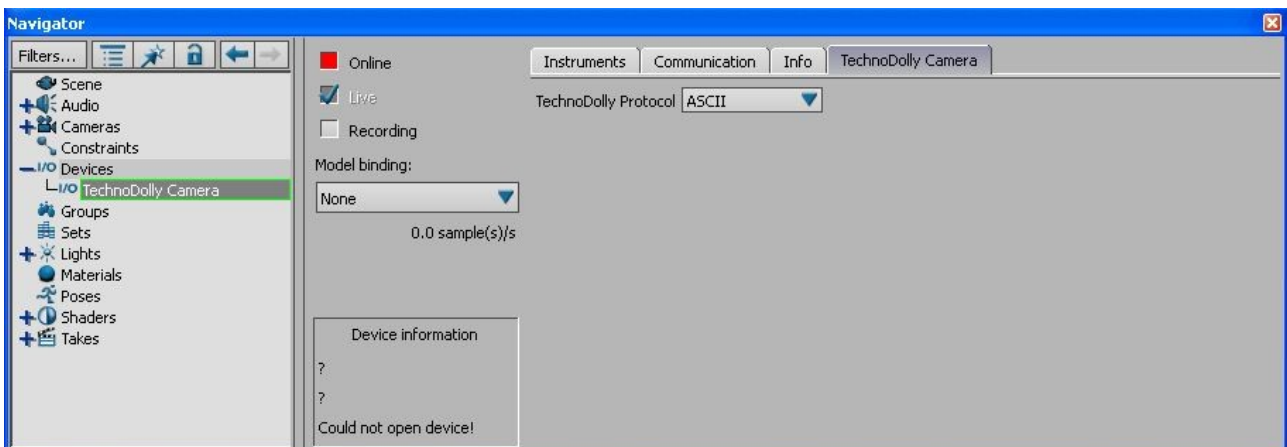 Navigator
Filters...
Scene
Audio
Cameras
Constraints
I/O Devices
I/O TechnoDolly Camera
Groups
Sets
Lights
Materials
Poses
Shaders
Takes
Online
Live
Recording
Model binding:
None
0.0 sample(s)/s
Device information
?
?
Could not open device!
Instruments Communication Info TechnoDolly Camera
TechnoDolly Protocol ASCII